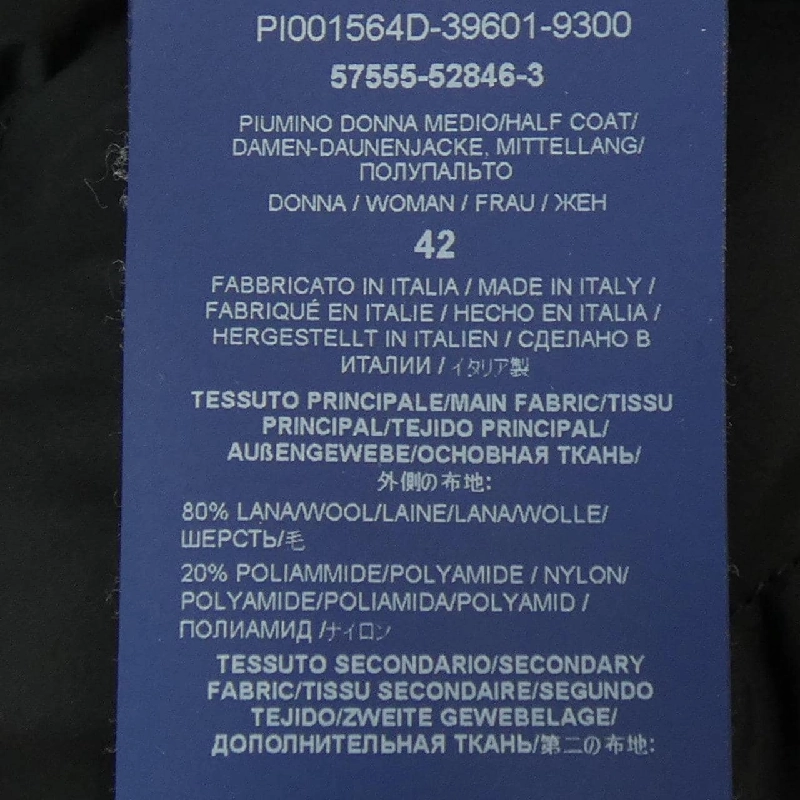 PI001564D-39601-9300
57555-52846-3
PIUMINO DONNA MEDIO/HALF COAT/
DAMEN-DAUNENJACKE, MITTELLANG/
ПОЛУПАЛЬТО
DONNA / WOMAN / FRAU / ЖЕН
42
FABBRICATO IN ITALIA / MADE IN ITALY /
FABRIQUÉ EN ITALIE / HECHO EN ITALIA /
HERGESTELLT IN ITALIEN / СДЕЛАНО В
ИТАЛИИ / イタリア製
TESSUTO PRINCIPALE/MAIN FABRIC/TISSU
PRINCIPAL/TEJIDO PRINCIPAL/
AUßENGEWEBE/ОСНОВНАЯ ТКАНЬ/
外側の布地:
80% LANA/WOOL/LAINE/LANA/WOLLE/
ШЕРСТЬ/毛
20% POLIAMMIDE/POLYAMIDE / NYLON/
POLYAMIDE/POLIAMIDA/POLYAMID /
ПОЛИАМИД /ナイロン
TESSUTO SECONDARIO/SECONDARY
FABRIC/TISSU SECONDAIRE/SEGUNDO
TEJIDO/ZWEITE GEWEBELAGE/
ДОПОЛНИТЕЛЬНАЯ ТКАНЬ/第二の布地: